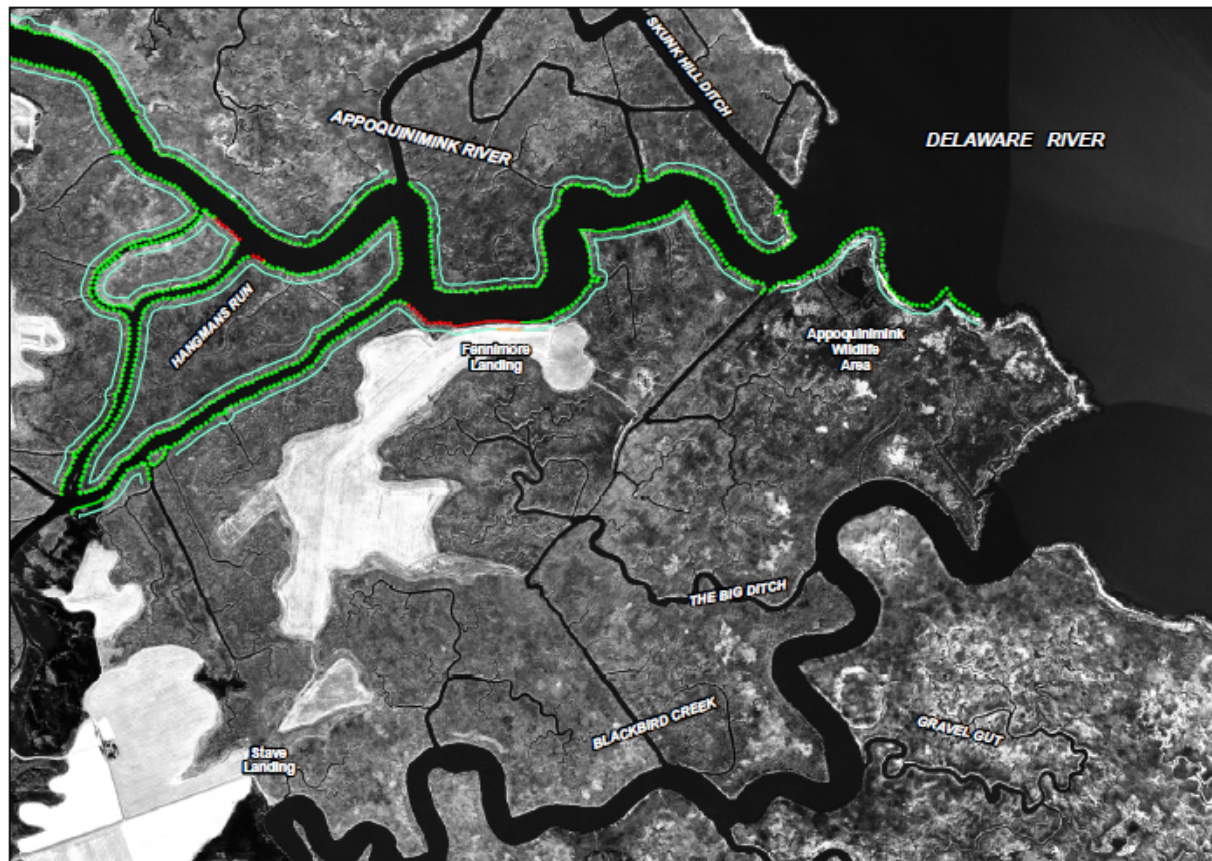 SKUNK HILL DITCH
APPOQUINIMINK RIVER
DELAWARE RIVER
HANGMANS RUN
Fennimore
Landing
Appoquinimink
Wildlife
Area
THE BIG DITCH
BLACKBIRD CREEK
GRAVEL GUT
Stave
Landing